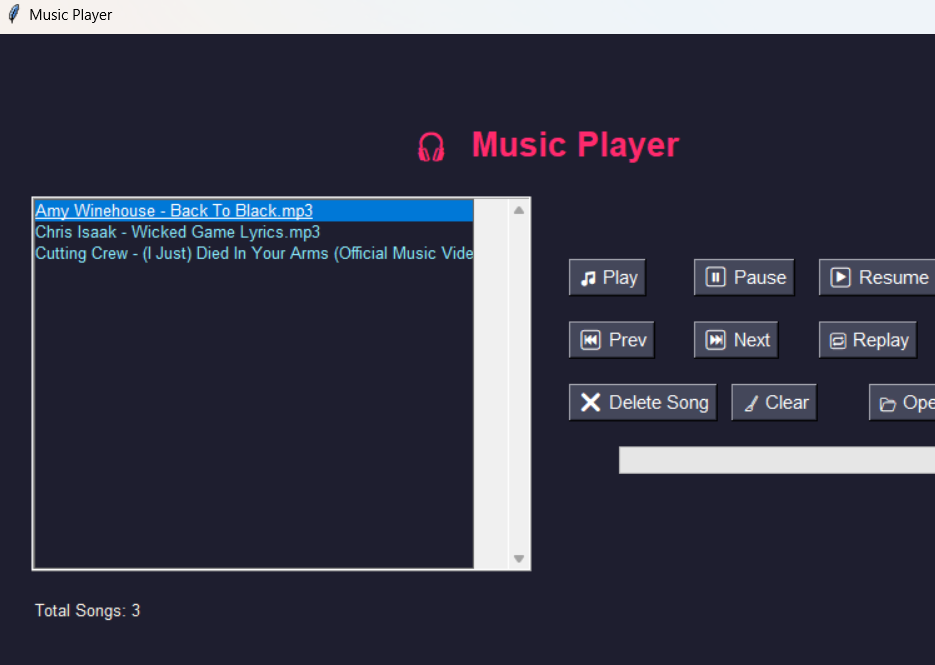 Music Player
Music Player
Amy Winehouse - Back To Black.mp3
Chris Isaak - Wicked Game Lyrics.mp3
Cutting Crew - (I Just) Died In Your Arms (Official Music Vide
Play Pause Resume
Prev Next Replay
Delete Song Clear Ope
Total Songs: 3